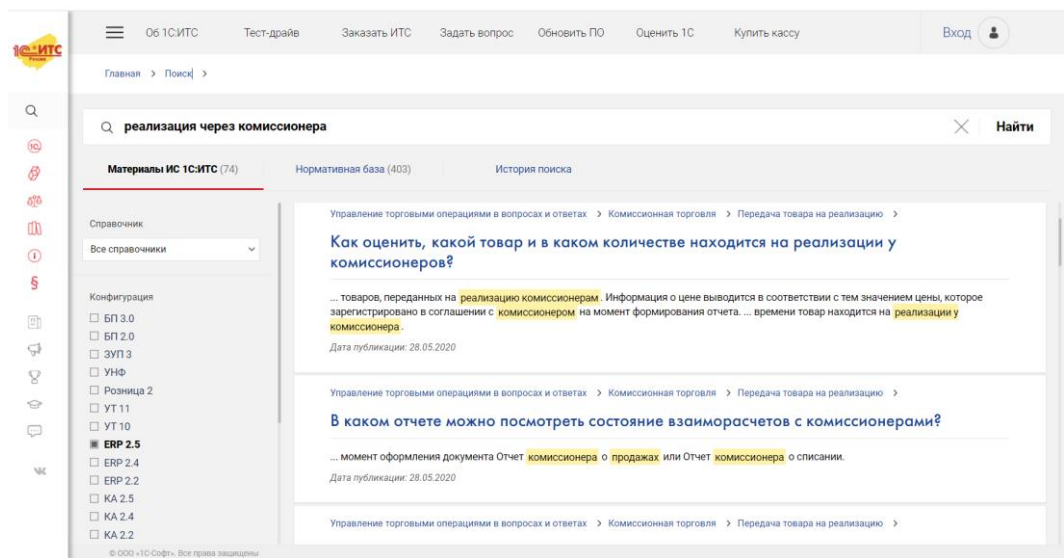 1С:ИТС
Россия
Об 1С:ИТС Тест-драйв Заказать ИТС Задать вопрос Обновить ПО Оценить 1С Купить кассу Вход
Главная > Поиск >
реализация через комиссионера Найти
Материалы ИС 1С:ИТС (74) Нормативная база (403) История поиска
Справочник
Все справочники
Конфигурация
БП 3.0
БП 2.0
ЗУП 3
УНФ
Розница 2
УТ 11
УТ 10
ERP 2.5
ERP 2.4
ERP 2.2
КА 2.5
КА 2.4
КА 2.2
© ООО «1С-Софт». Все права защищены
Управление торговыми операциями в вопросах и ответах > Комиссионная торговля > Передача товара на реализацию >
Как оценить, какой товар и в каком количестве находится на реализации у
комиссионеров?
... товаров, переданных на реализацию комиссионерам. Информация о цене выводится в соответствии с тем значением цены, которое
зарегистрировано в соглашении с комиссионером на момент формирования отчета. ... времени товар находится на реализации у
комиссионера.
Дата публикации: 28.05.2020
Управление торговыми операциями в вопросах и ответах > Комиссионная торговля > Передача товара на реализацию >
В каком отчете можно посмотреть состояние взаиморасчетов с комиссионерами?
... момент оформления документа Отчет комиссионера о продажах или Отчет комиссионера о списании.
Дата публикации: 28.05.2020
Управление торговыми операциями в вопросах и ответах > Комиссионная торговля > Передача товара на реализацию >